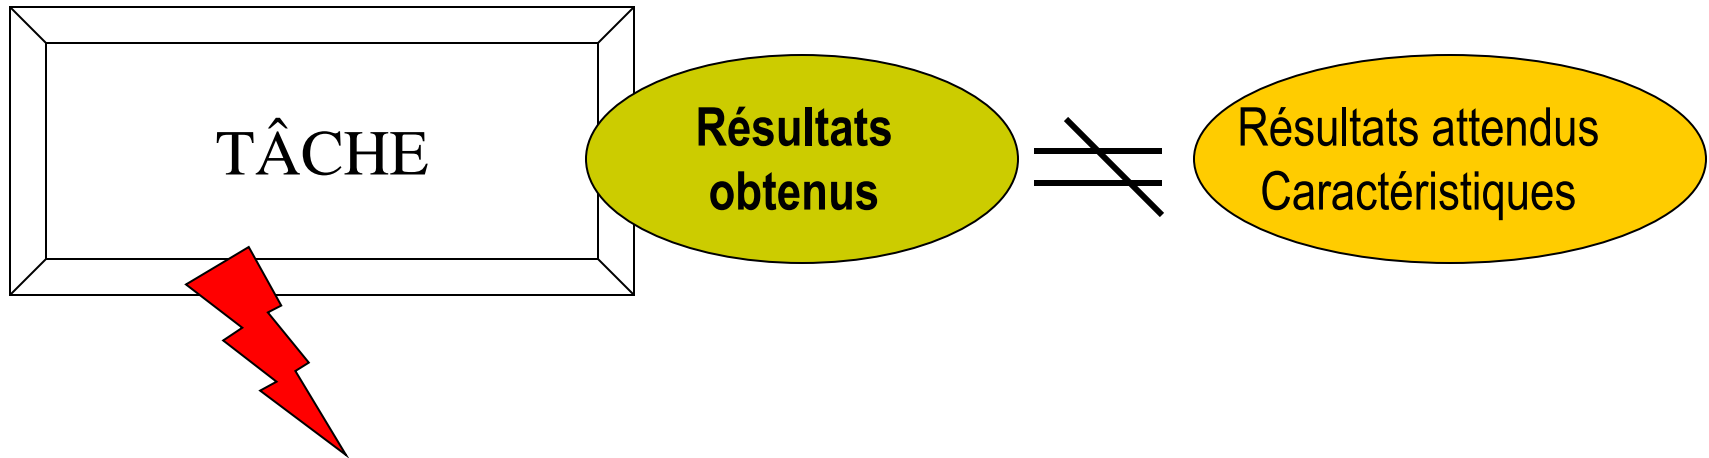 TÂCHE
Résultats
obtenus
Résultats attendus
Caractéristiques